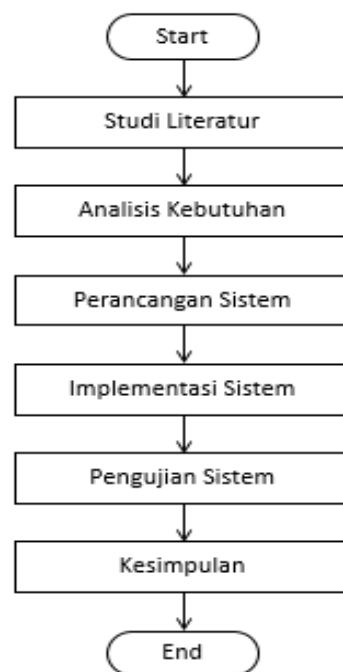 Start
Studi Literatur
Analisis Kebutuhan
Perancangan Sistem
Implementasi Sistem
Pengujian Sistem
Kesimpulan
End